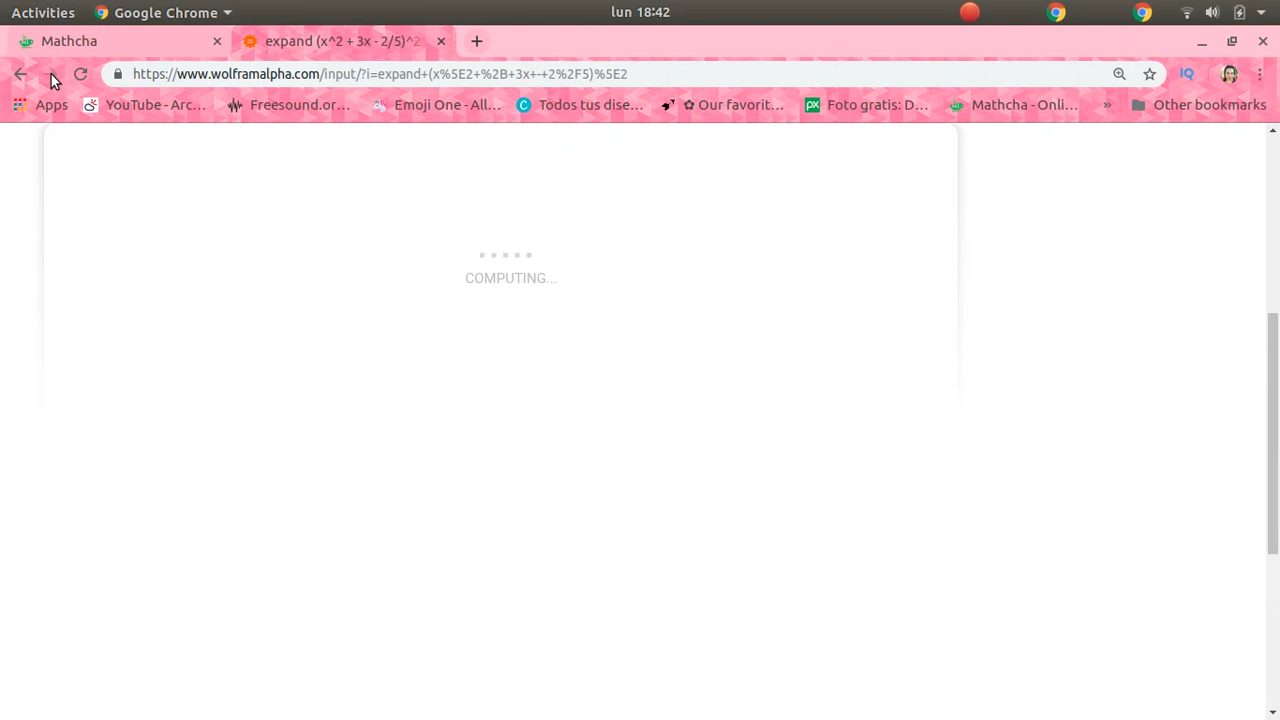 Activities Google Chrome lun 18:42
Mathcha expand (x^2 + 3x - 2/5)^2
https://www.wolframalpha.com/input/?i=expand+(x%5E2+%2B+3x+-+2%2F5)%5E2 IQ
Apps YouTube - Arc... Freesound.or... Emoji One - All... Todos tus dise... ✿ Our favorit... px Foto gratis: D... Mathcha - Onli... » Other bookmarks
COMPUTING...